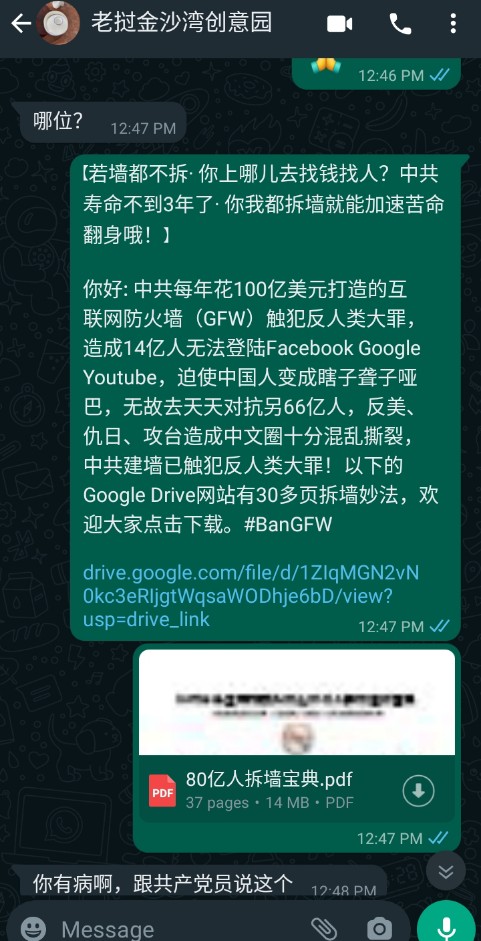 老挝金沙湾创意园
12:46 PM
哪位？
12:47 PM
【若墙都不拆· 你上哪儿去找钱找人？中共
寿命不到3年了· 你我都拆墙就能加速苦命
翻身哦！】
你好: 中共每年花100亿美元打造的互
联网防火墙（GFW）触犯反人类大罪，
造成14亿人无法登陆Facebook Google
Youtube，迫使中国人变成瞎子聋子哑
巴，无故去天天对抗另66亿人，反美、
仇日、攻台造成中文圈十分混乱撕裂，
中共建墙已触犯反人类大罪！以下的
Google Drive网站有30多页拆墙妙法，欢
迎大家点击下载。#BanGFW
drive.google.com/file/d/1ZIqMGN2vN
0kc3eRIjgtWqsaWODhje6bD/view?
usp=drive_link
12:47 PM
80亿人拆墙宝典.pdf
PDF
37 pages • 14 MB • PDF
12:47 PM
你有病啊，跟共产党员说这个
12:48 PM
Message